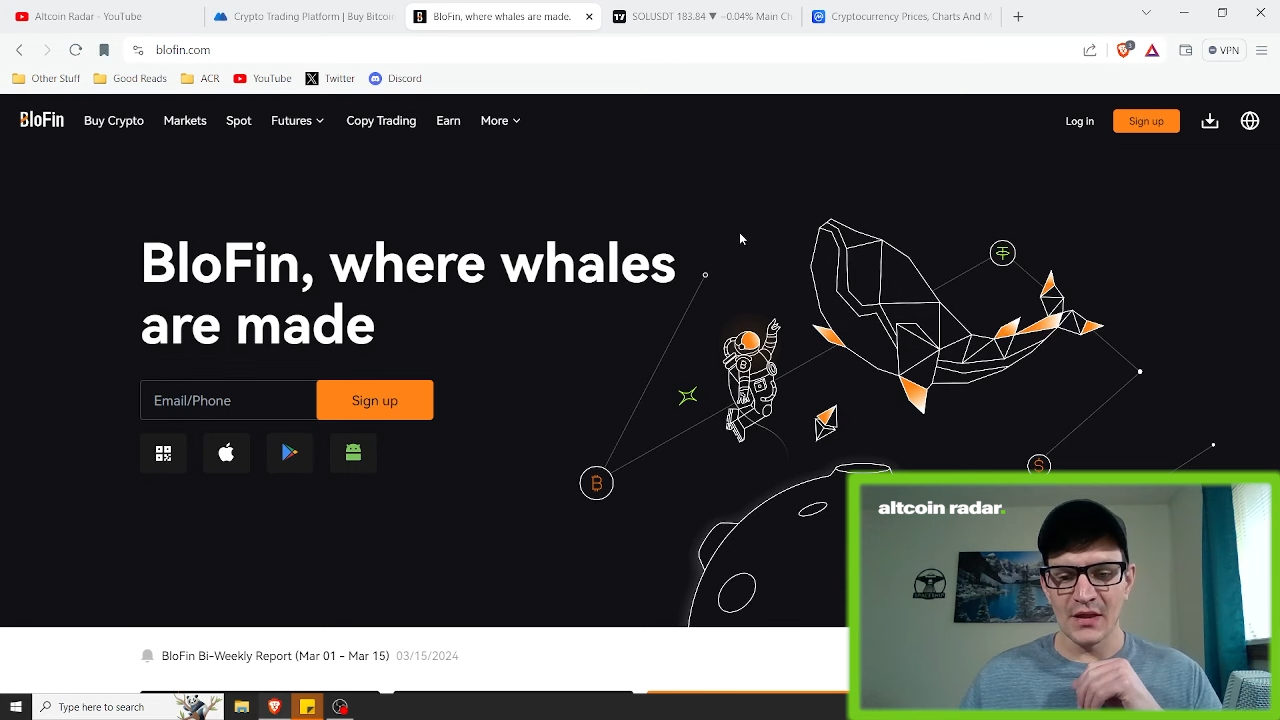 Altcoin Radar - YouTube
Crypto Trading Platform | Buy Bitcoin
BloFin, where whales are made.
SOLUSDT 183.84 ▼ −0.04% Main Ch
Cryptocurrency Prices, Charts And M
blofin.com
3
VPN
Other Stuff
Good Reads
ACR
YouTube
Twitter
Discord
BloFin
Buy Crypto
Markets
Spot
Futures
Copy Trading
Earn
More
Log in
Sign up
BloFin, where whales
are made
Email/Phone
Sign up
altcoin radar.
BloFin Bi-Weekly Report (Mar 01 - Mar 15) 03/15/2024
Type here to search